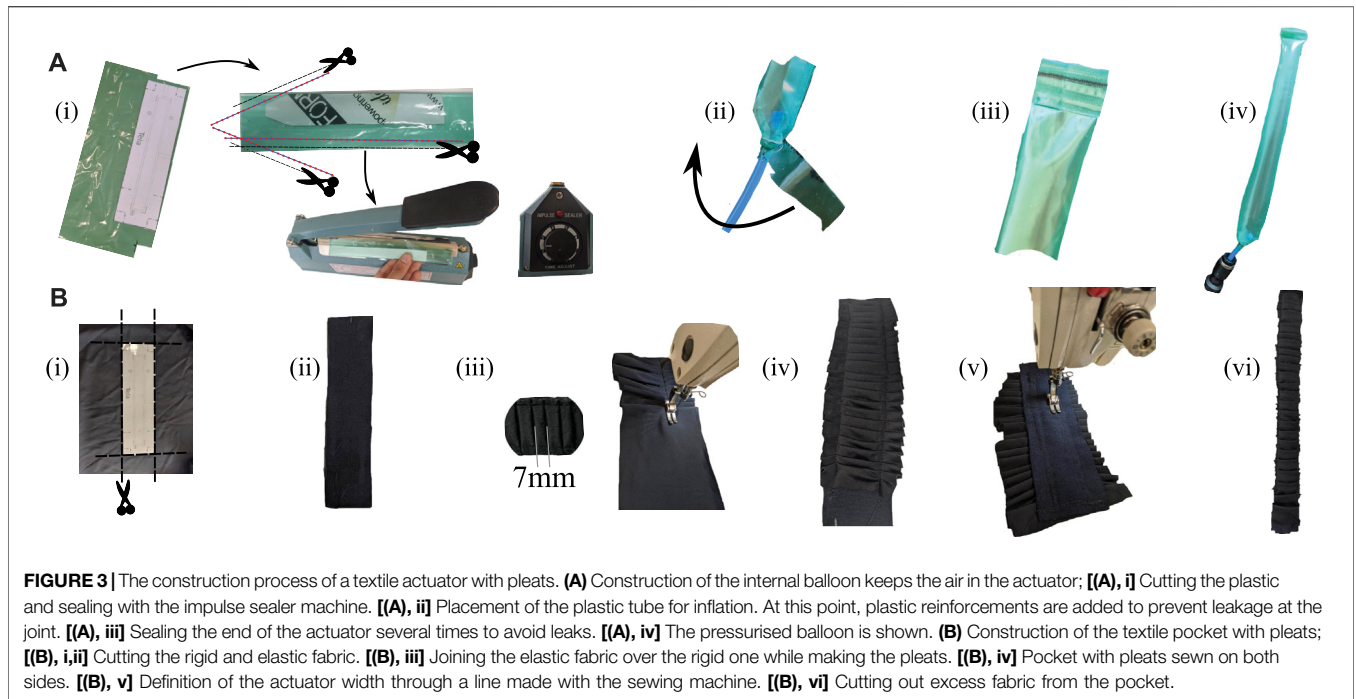 A
(i)
FOR
powering
(ii)
(iii)
(iv)
IMPULSE SEALER
TIME ADJUST
B
(i)
(ii)
(iii)
7mm
(iv)
(v)
(vi)
FIGURE 3 | The construction process of a textile actuator with pleats. (A) Construction of the internal balloon keeps the air in the actuator; [(A), i] Cutting the plastic
and sealing with the impulse sealer machine. [(A), ii] Placement of the plastic tube for inflation. At this point, plastic reinforcements are added to prevent leakage at the
joint. [(A), iii] Sealing the end of the actuator several times to avoid leaks. [(A), iv] The pressurised balloon is shown. (B) Construction of the textile pocket with pleats;
[(B), i,ii] Cutting the rigid and elastic fabric. [(B), iii] Joining the elastic fabric over the rigid one while making the pleats. [(B), iv] Pocket with pleats sewn on both
sides. [(B), v] Definition of the actuator width through a line made with the sewing machine. [(B), vi] Cutting out excess fabric from the pocket.